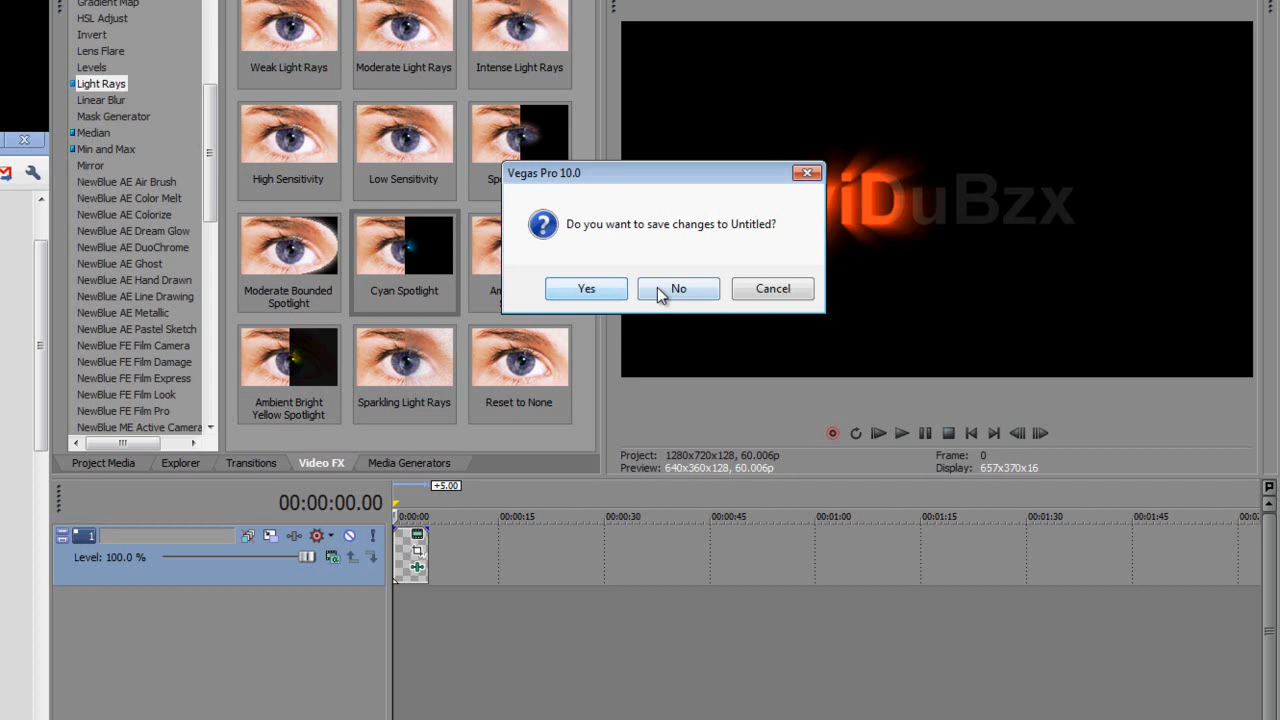 Gradient Map
HSL Adjust
Invert
Lens Flare
Levels
Light Rays
Linear Blur
Mask Generator
Median
Min and Max
Mirror
NewBlue AE Air Brush
NewBlue AE Color Melt
NewBlue AE Colorize
NewBlue AE Dream Glow
NewBlue AE DuoChrome
NewBlue AE Ghost
NewBlue AE Hand Drawn
NewBlue AE Line Drawing
NewBlue AE Metallic
NewBlue AE Pastel Sketch
NewBlue FE Film Camera
NewBlue FE Film Damage
NewBlue FE Film Express
NewBlue FE Film Look
NewBlue FE Film Pro
NewBlue ME Active Camera
Weak Light Rays
Moderate Light Rays
Intense Light Rays
High Sensitivity
Low Sensitivity
Moderate Bounded
Spotlight
Cyan Spotlight
Ambient Bright
Yellow Spotlight
Sparkling Light Rays
Reset to None
Vegas Pro 10.0
Do you want to save changes to Untitled?
Yes
No
Cancel
iDuBzx
Project: 1280x720x128, 60.006p
Preview: 640x360x128, 60.006p
Frame: 0
Display: 657x370x16
Project Media
Explorer
Transitions
Video FX
Media Generators
00:00:00.00
+5.00
0:00:00
00:00:15
00:00:30
00:00:45
00:01:00
00:01:15
00:01:30
00:01:45
1
Level: 100.0 %